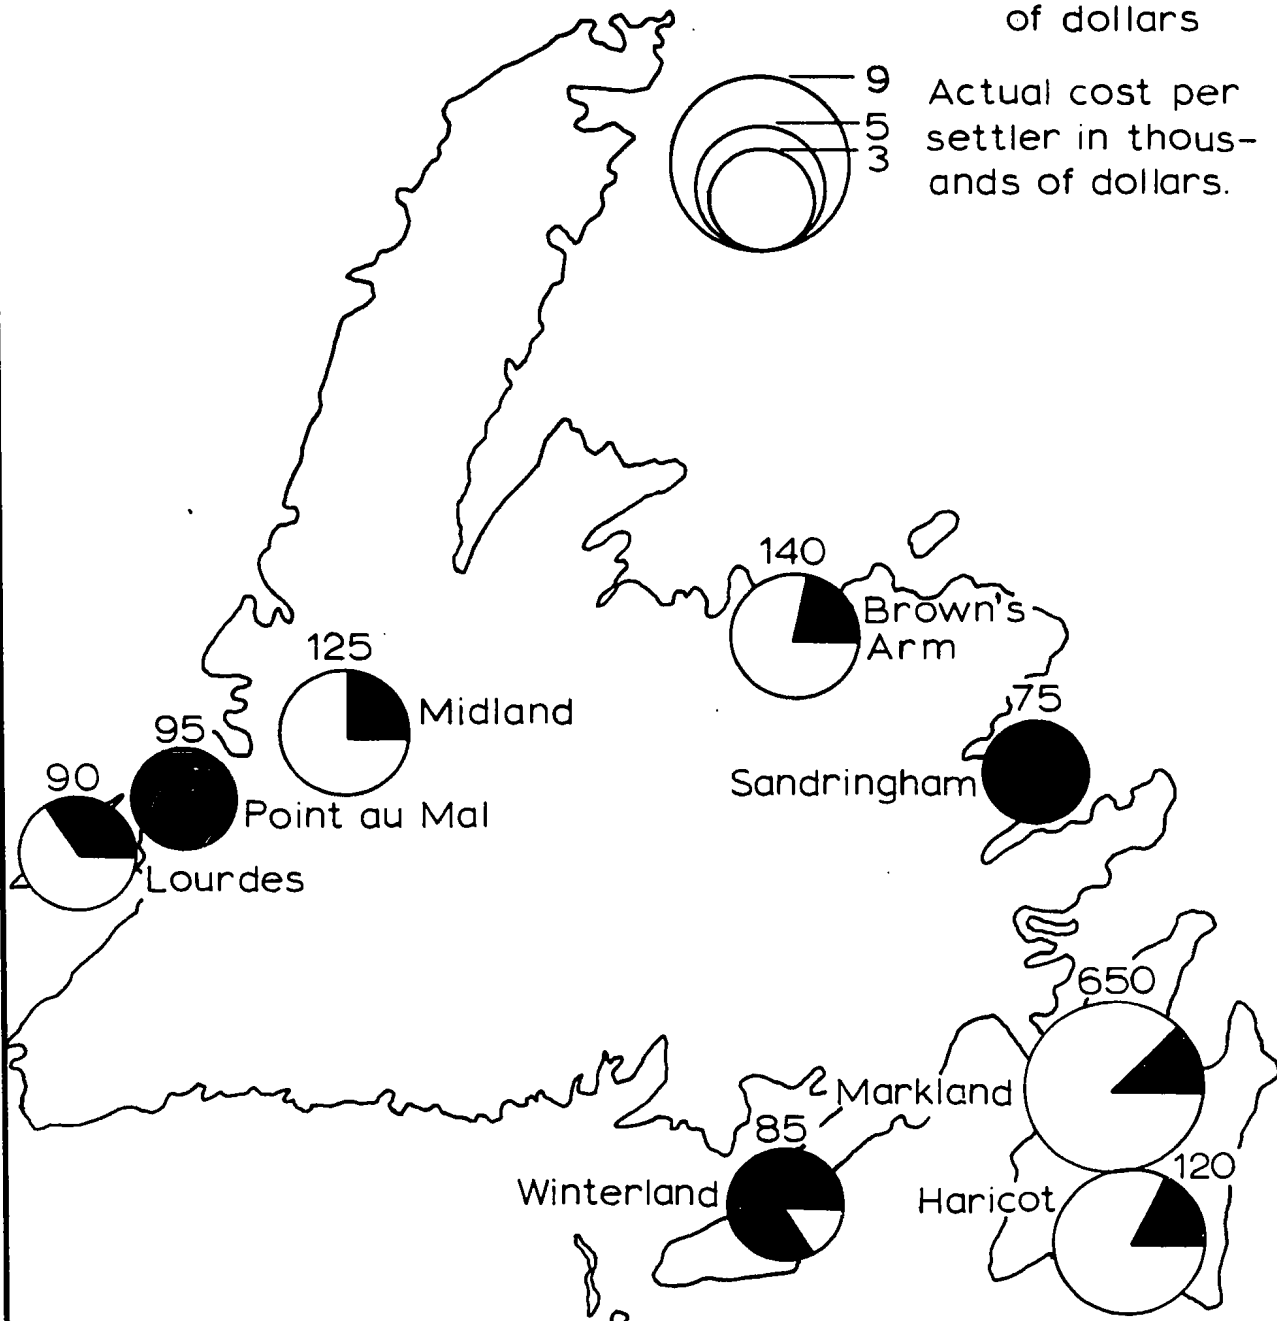 of dollars
9
5
3
Actual cost per
settler in thous-
ands of dollars.
140
Brown's
Arm
125
Midland
75
Sandringham
95
Point au Mal
90
Lourdes
650
Markland
85
Winterland
120
Haricot